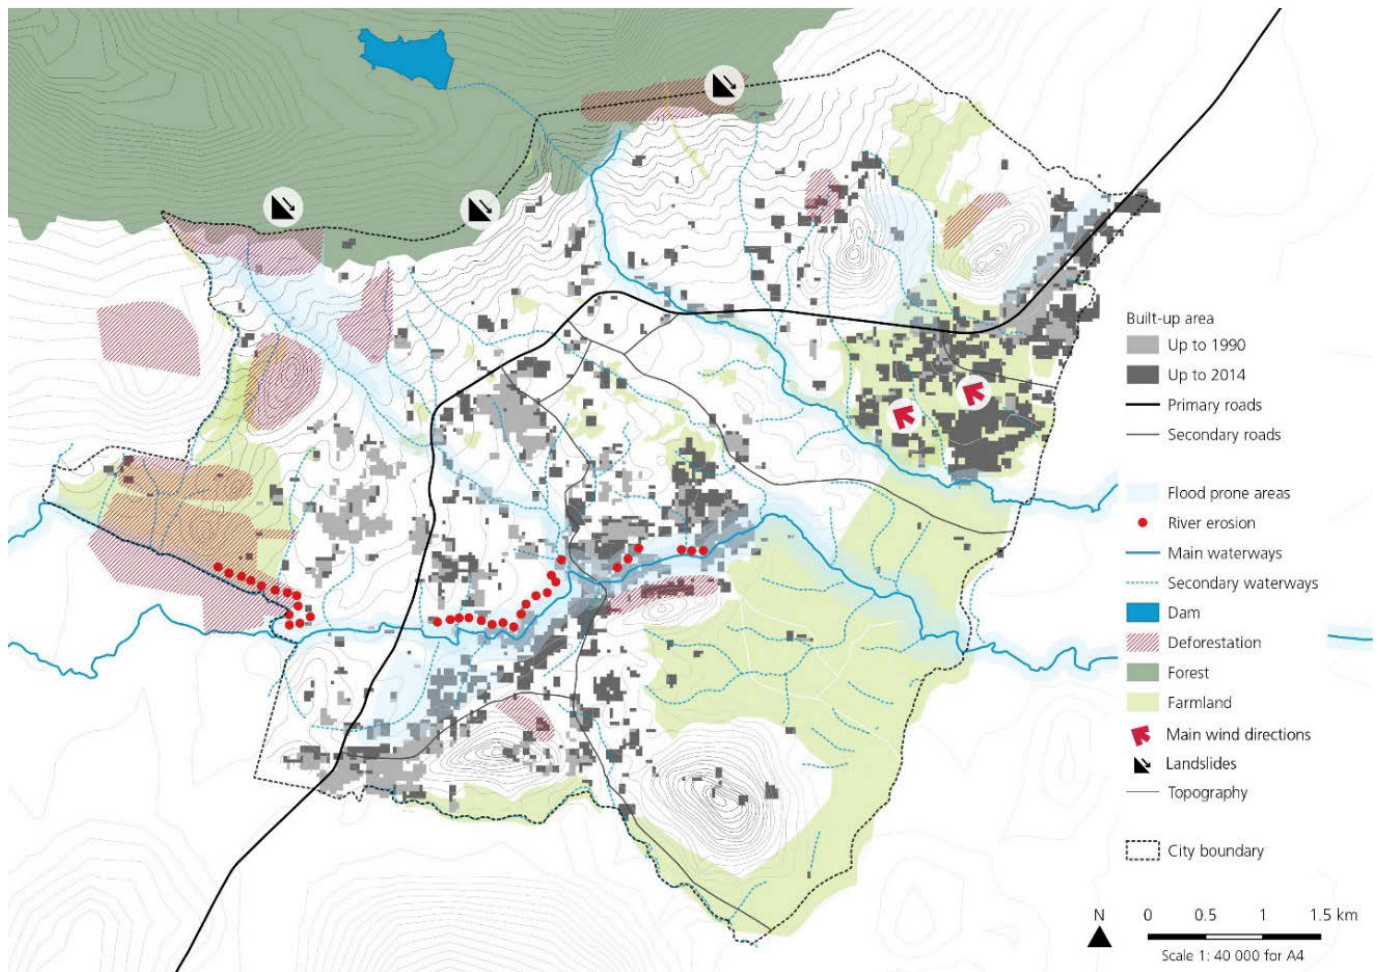 Built-up area
Up to 1990
Up to 2014
Primary roads
Secondary roads
Flood prone areas
River erosion
Main waterways
Secondary waterways
Dam
Deforestation
Forest
Farmland
Main wind directions
Landslides
Topography
City boundary
N
0 0.5 1 1.5 km
Scale 1: 40 000 for A4